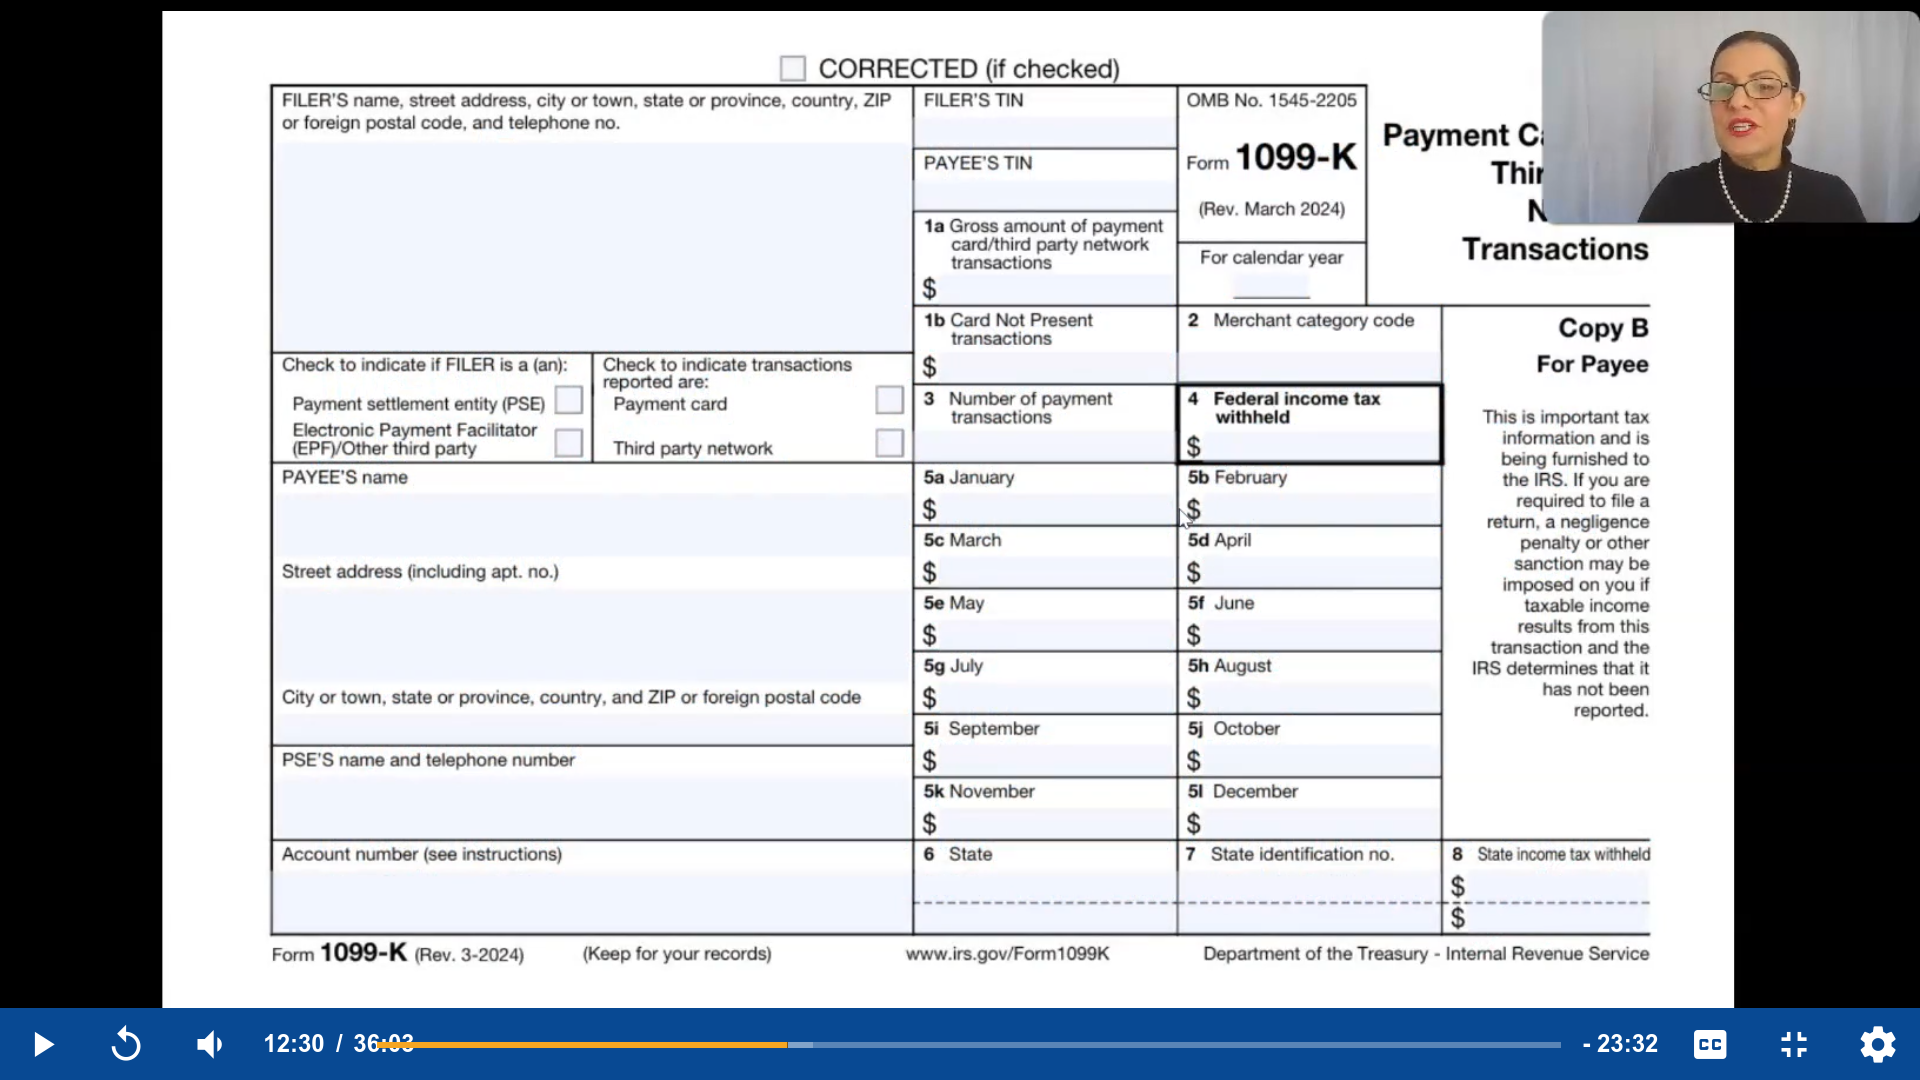 CORRECTED (if checked)
FILER'S name, street address, city or town, state or province, country, ZIP
or foreign postal code, and telephone no.
FILER'S TIN
PAYEE'S TIN
1a Gross amount of payment
card/third party network
transactions
$
OMB No. 1545-2205
Form 1099-K
(Rev. March 2024)
For calendar year
Payment
Transactions
1b Card Not Present
transactions
$
2 Merchant category code
Copy B
For Payee
Check to indicate if FILER is a (an):
Payment settlement entity (PSE)
Electronic Payment Facilitator
(EPF)/Other third party
Check to indicate transactions
reported are:
Payment card
Third party network
3 Number of payment
transactions
4 Federal income tax
withheld
$
This is important tax
information and is
being furnished to
the IRS. If you are
required to file a
return, a negligence
penalty or other
sanction may be
imposed on you if
taxable income
results from this
transaction and the
IRS determines that it
has not been
reported.
PAYEE'S name
Street address (including apt. no.)
City or town, state or province, country, and ZIP or foreign postal code
PSE'S name and telephone number
5a January
$
5b February
$
5c March
$
5d April
$
5e May
$
5f June
$
5g July
$
5h August
$
5i September
$
5j October
$
5k November
$
5l December
$
Account number (see instructions)
6 State
7 State identification no.
8 State income tax withheld
$
$
Form 1099-K (Rev. 3-2024)
(Keep for your records)
www.irs.gov/Form1099K
Department of the Treasury - Internal Revenue Service
12:30 / 36:03
- 23:32
CC